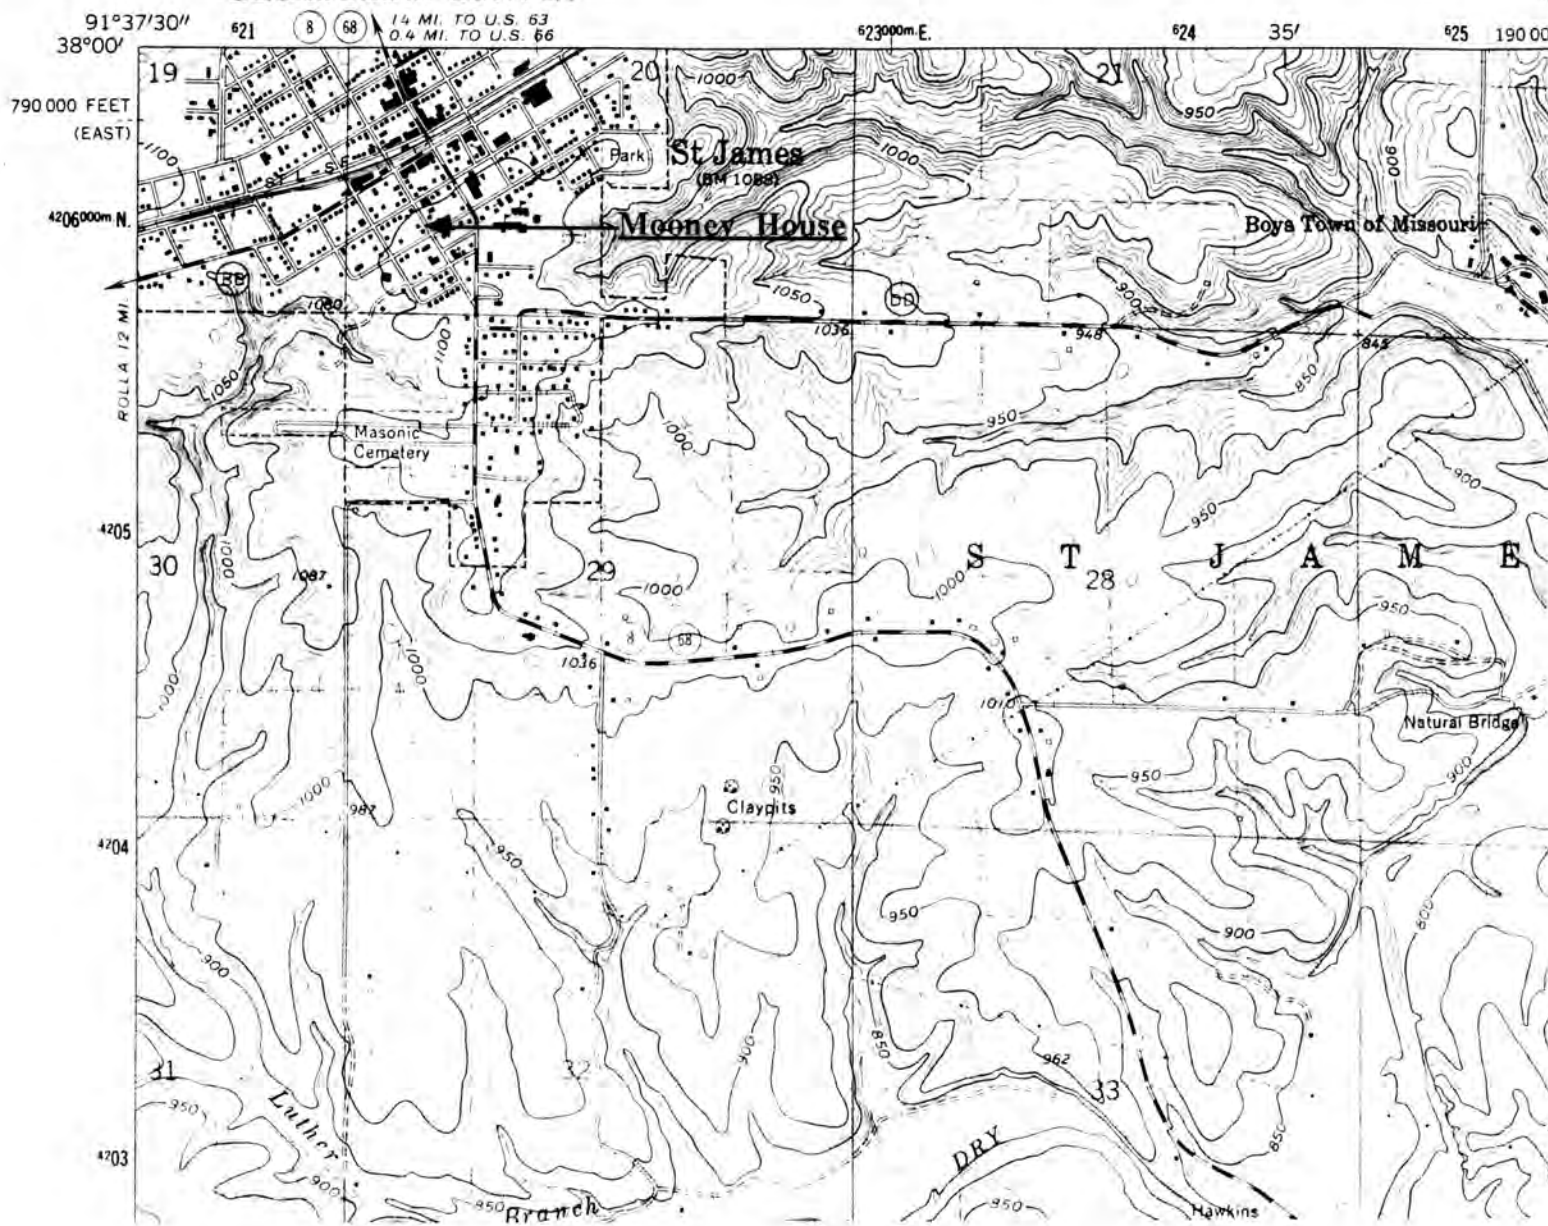 91°37'30" 621 8 68 14 MI. TO U.S. 63 623000m.E. 624 35' 625 190 00
38°00' 0.4 MI. TO U.S. 66
19 20 1000 21
790 000 FEET 950
(EAST)
1100 Park St James 1000 900
(BM 1088)
4206000m.N. Mooney House Boys Town of Missouri
BB 1050 DD 900
1036 948 845
1100
ROLLA 12 MI. 1050 850
950
Masonic
Cemetery 1000 900
950
4205
30 1000 29 S T 28 J A M E
1087 1000 1000 950
8 68
1036
1000 1000 1010 Natural Bridge
1000 950 950 900
987 Claypits
4204
950
950 900 800
900
900 850
31 32 962 33
950 850
Luther
4203 DRY
900 850 Branch 850 Hawkins